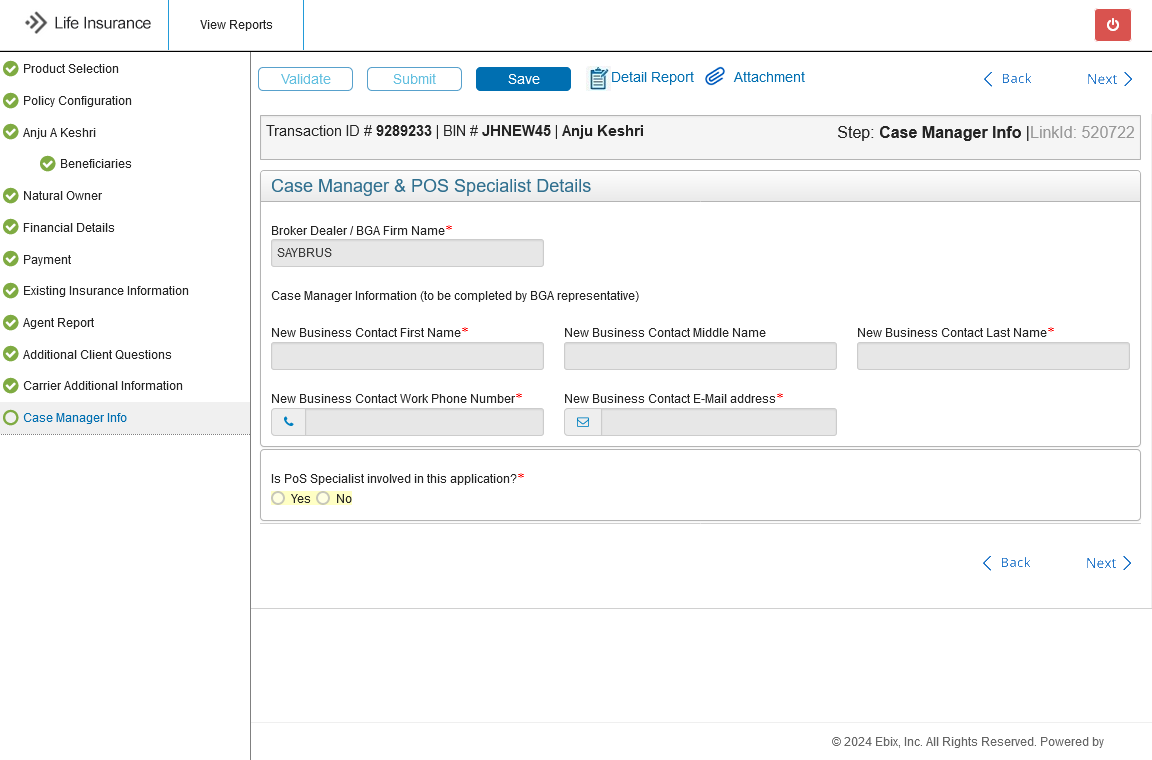 Life Insurance
View Reports
Product Selection
Policy Configuration
Anju A Keshri
Beneficiaries
Natural Owner
Financial Details
Payment
Existing Insurance Information
Agent Report
Additional Client Questions
Carrier Additional Information
Case Manager Info
Validate Submit Save Detail Report Attachment Back Next
Transaction ID # 9289233 | BIN # JHNEW45 | Anju Keshri Step: Case Manager Info |LinkId: 520722
Case Manager & POS Specialist Details
Broker Dealer / BGA Firm Name*
SAYBRUS
Case Manager Information (to be completed by BGA representative)
New Business Contact First Name* New Business Contact Middle Name New Business Contact Last Name*
New Business Contact Work Phone Number* New Business Contact E-Mail address*
Is PoS Specialist involved in this application?*
Yes No
Back Next
© 2024 Ebix, Inc. All Rights Reserved. Powered by